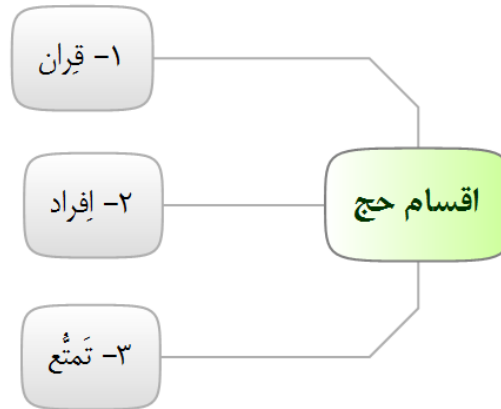 اقسام حج
۱- قِران
۲- اِفراد
۳- تَمتُّع